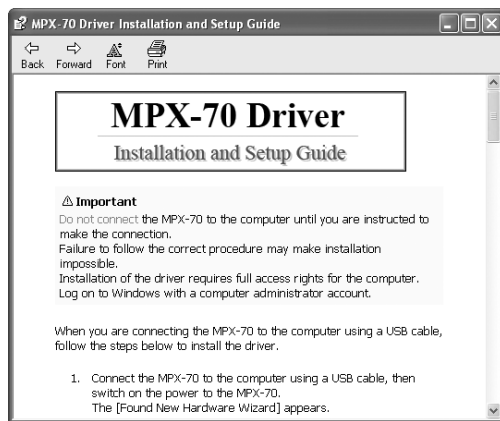 MPX-70 Driver Installation and Setup Guide
Back Forward Font Print
MPX-70 Driver
Installation and Setup Guide
Important
Do not connect the MPX-70 to the computer until you are instructed to
make the connection.
Failure to follow the correct procedure may make installation
impossible.
Installation of the driver requires full access rights for the computer.
Log on to Windows with a computer administrator account.
When you are connecting the MPX-70 to the computer using a USB cable,
follow the steps below to install the driver.
1. Connect the MPX-70 to the computer using a USB cable, then
switch on the power to the MPX-70.
The [Found New Hardware Wizard] appears.